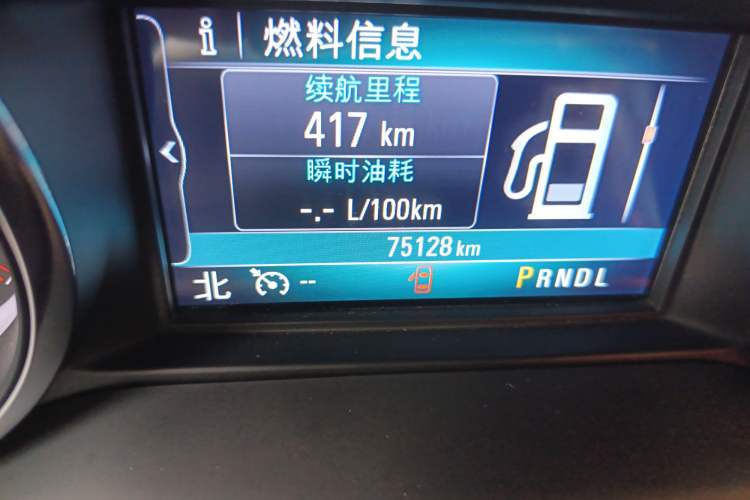 i 燃料信息
续航里程
417 km
瞬时油耗
-.- L/100km
75128 km
北 -- PRNDL